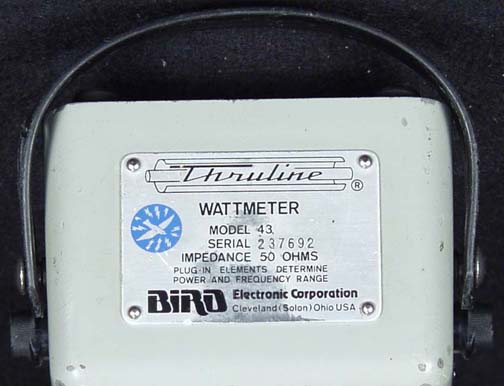 Thruline ®
WATTMETER
MODEL 43
SERIAL 237692
IMPEDANCE 50 OHMS
PLUG-IN ELEMENTS DETERMINE
POWER AND FREQUENCY RANGE
BIRD Electronic Corporation
Cleveland (Solon) Ohio USA